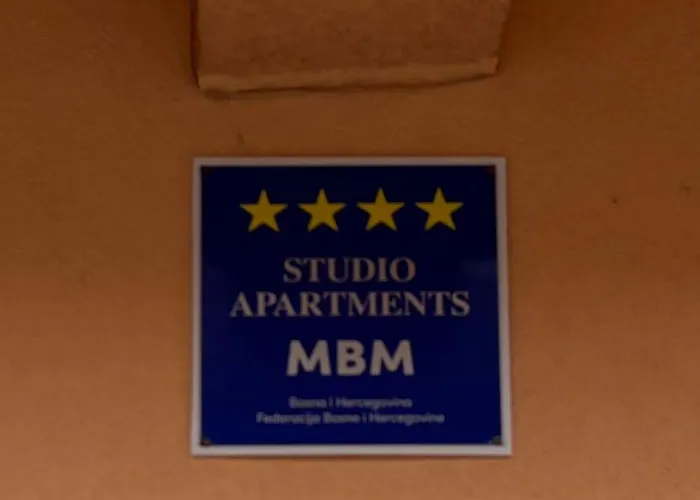 STUDIO
APARTMENTS
MBM
Bosna i Hercegovina
Federacija Bosne i Hercegovine